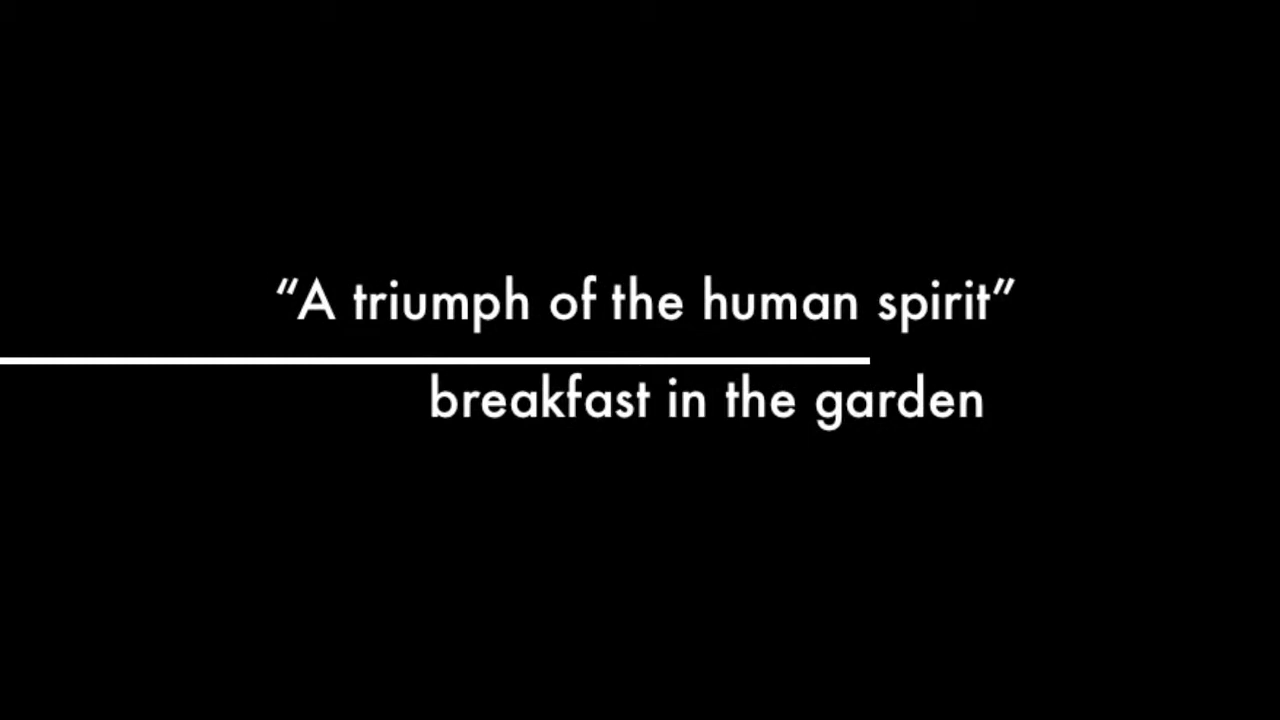 “A triumph of the human spirit”
breakfast in the garden